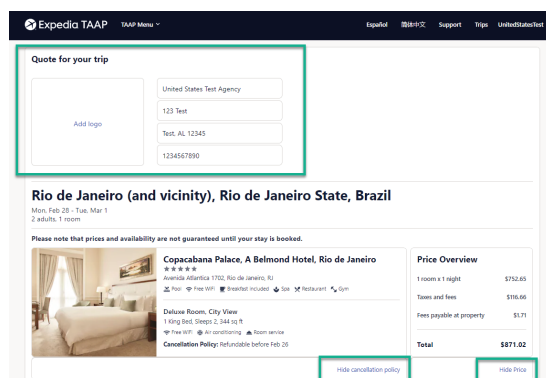 Expedia TAAP TAAP Menu Español 简体中文 Support Trips UnitedStatesTest
Quote for your trip
Add logo
United States Test Agency
123 Test
Test, AL 12345
1234567890
Rio de Janeiro (and vicinity), Rio de Janeiro State, Brazil
Mon, Feb 28 - Tue, Mar 1
2 adults, 1 room
Please note that prices and availability are not guaranteed until your stay is booked.
Copacabana Palace, A Belmond Hotel, Rio de Janeiro
Avenida Atlantica 1702, Rio de Janeiro, RJ
Pool Free WiFi Breakfast included Spa Restaurant Gym
Deluxe Room, City View
1 King Bed, Sleeps 2, 344 sq ft
Free WiFi Air conditioning Room service
Cancellation Policy: Refundable before Feb 26
Hide cancellation policy
Price Overview
1 room x 1 night $752.65
Taxes and fees $116.66
Fees payable at property $1.71
Total $871.02
Hide Price